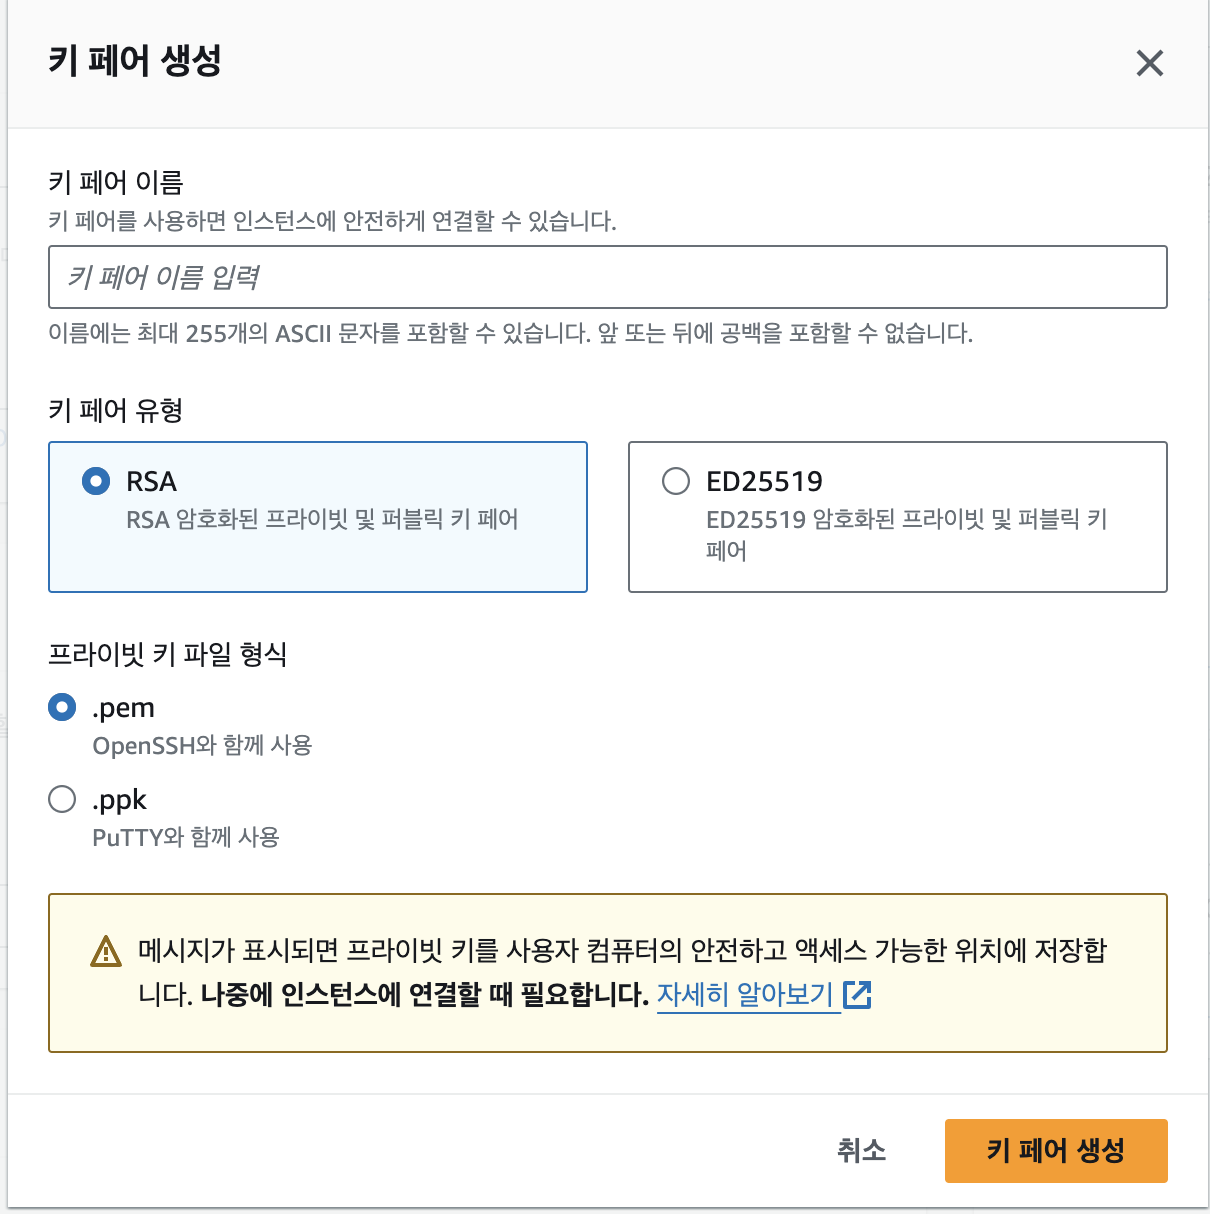 키 페어 생성
키 페어 이름
키 페어를 사용하면 인스턴스에 안전하게 연결할 수 있습니다.
키 페어 이름 입력
이름에는 최대 255개의 ASCII 문자를 포함할 수 있습니다. 앞 또는 뒤에 공백을 포함할 수 없습니다.
키 페어 유형
RSA
RSA 암호화된 프라이빗 및 퍼블릭 키 페어
ED25519
ED25519 암호화된 프라이빗 및 퍼블릭 키
페어
프라이빗 키 파일 형식
.pem
OpenSSH와 함께 사용
.ppk
PuTTY와 함께 사용
메시지가 표시되면 프라이빗 키를 사용자 컴퓨터의 안전하고 액세스 가능한 위치에 저장합
니다. 나중에 인스턴스에 연결할 때 필요합니다. 자세히 알아보기
취소
키 페어 생성